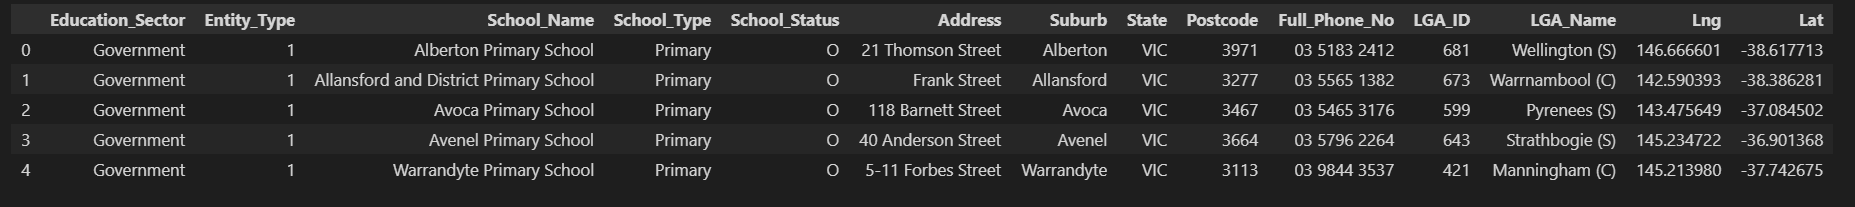 Education_Sector Entity_Type School_Name School_Type School_Status Address Suburb State Postcode Full_Phone_No LGA_ID LGA_Name Lng Lat
0 Government 1 Alberton Primary School Primary O 21 Thomson Street Alberton VIC 3971 03 5183 2412 681 Wellington (S) 146.666601 -38.617713
1 Government 1 Allansford and District Primary School Primary O Frank Street Allansford VIC 3277 03 5565 1382 673 Warrnambool (C) 142.590393 -38.386281
2 Government 1 Avoca Primary School Primary O 118 Barnett Street Avoca VIC 3467 03 5465 3176 599 Pyrenees (S) 143.475649 -37.084502
3 Government 1 Avenel Primary School Primary O 40 Anderson Street Avenel VIC 3664 03 5796 2264 643 Strathbogie (S) 145.234722 -36.901368
4 Government 1 Warrandyte Primary School Primary O 5-11 Forbes Street Warrandyte VIC 3113 03 9844 3537 421 Manningham (C) 145.213980 -37.742675